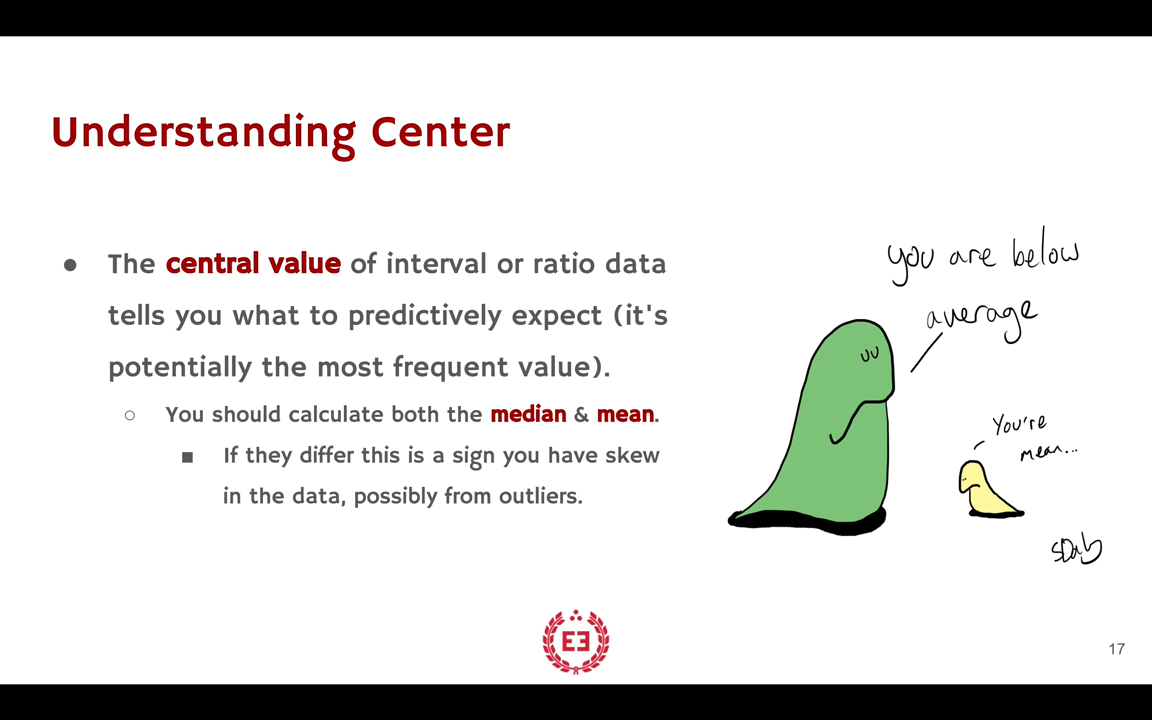 Understanding Center
● The central value of interval or ratio data
tells you what to predictively expect (it's
potentially the most frequent value).
○ You should calculate both the median & mean.
■ If they differ this is a sign you have skew
in the data, possibly from outliers.
you are below
average
You're
mean...
SDab
E3
17